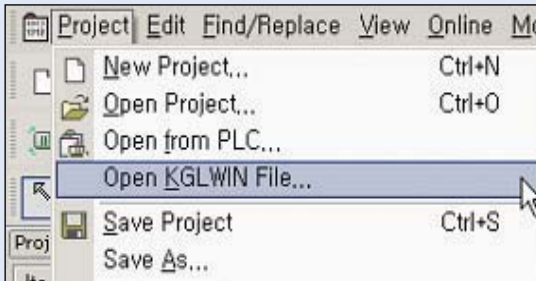 Project Edit Find/Replace View Online
New Project... Ctrl+N
Open Project... Ctrl+O
Open from PLC...
Open KGLWIN File...
Save Project Ctrl+S
Proj
Save As...